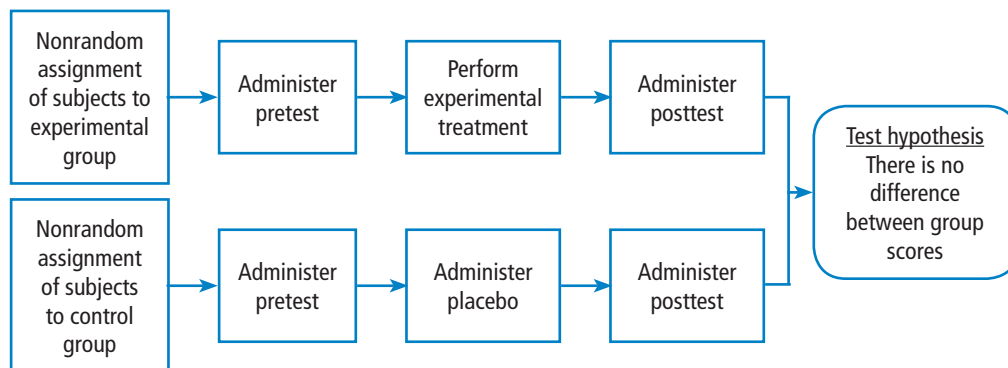 Nonrandom
assignment
of subjects to
experimental
group
Administer
pretest
Perform
experimental
treatment
Administer
posttest
Test hypothesis
There is no
difference
between group
scores
Nonrandom
assignment
of subjects
to control
group
Administer
pretest
Administer
placebo
Administer
posttest